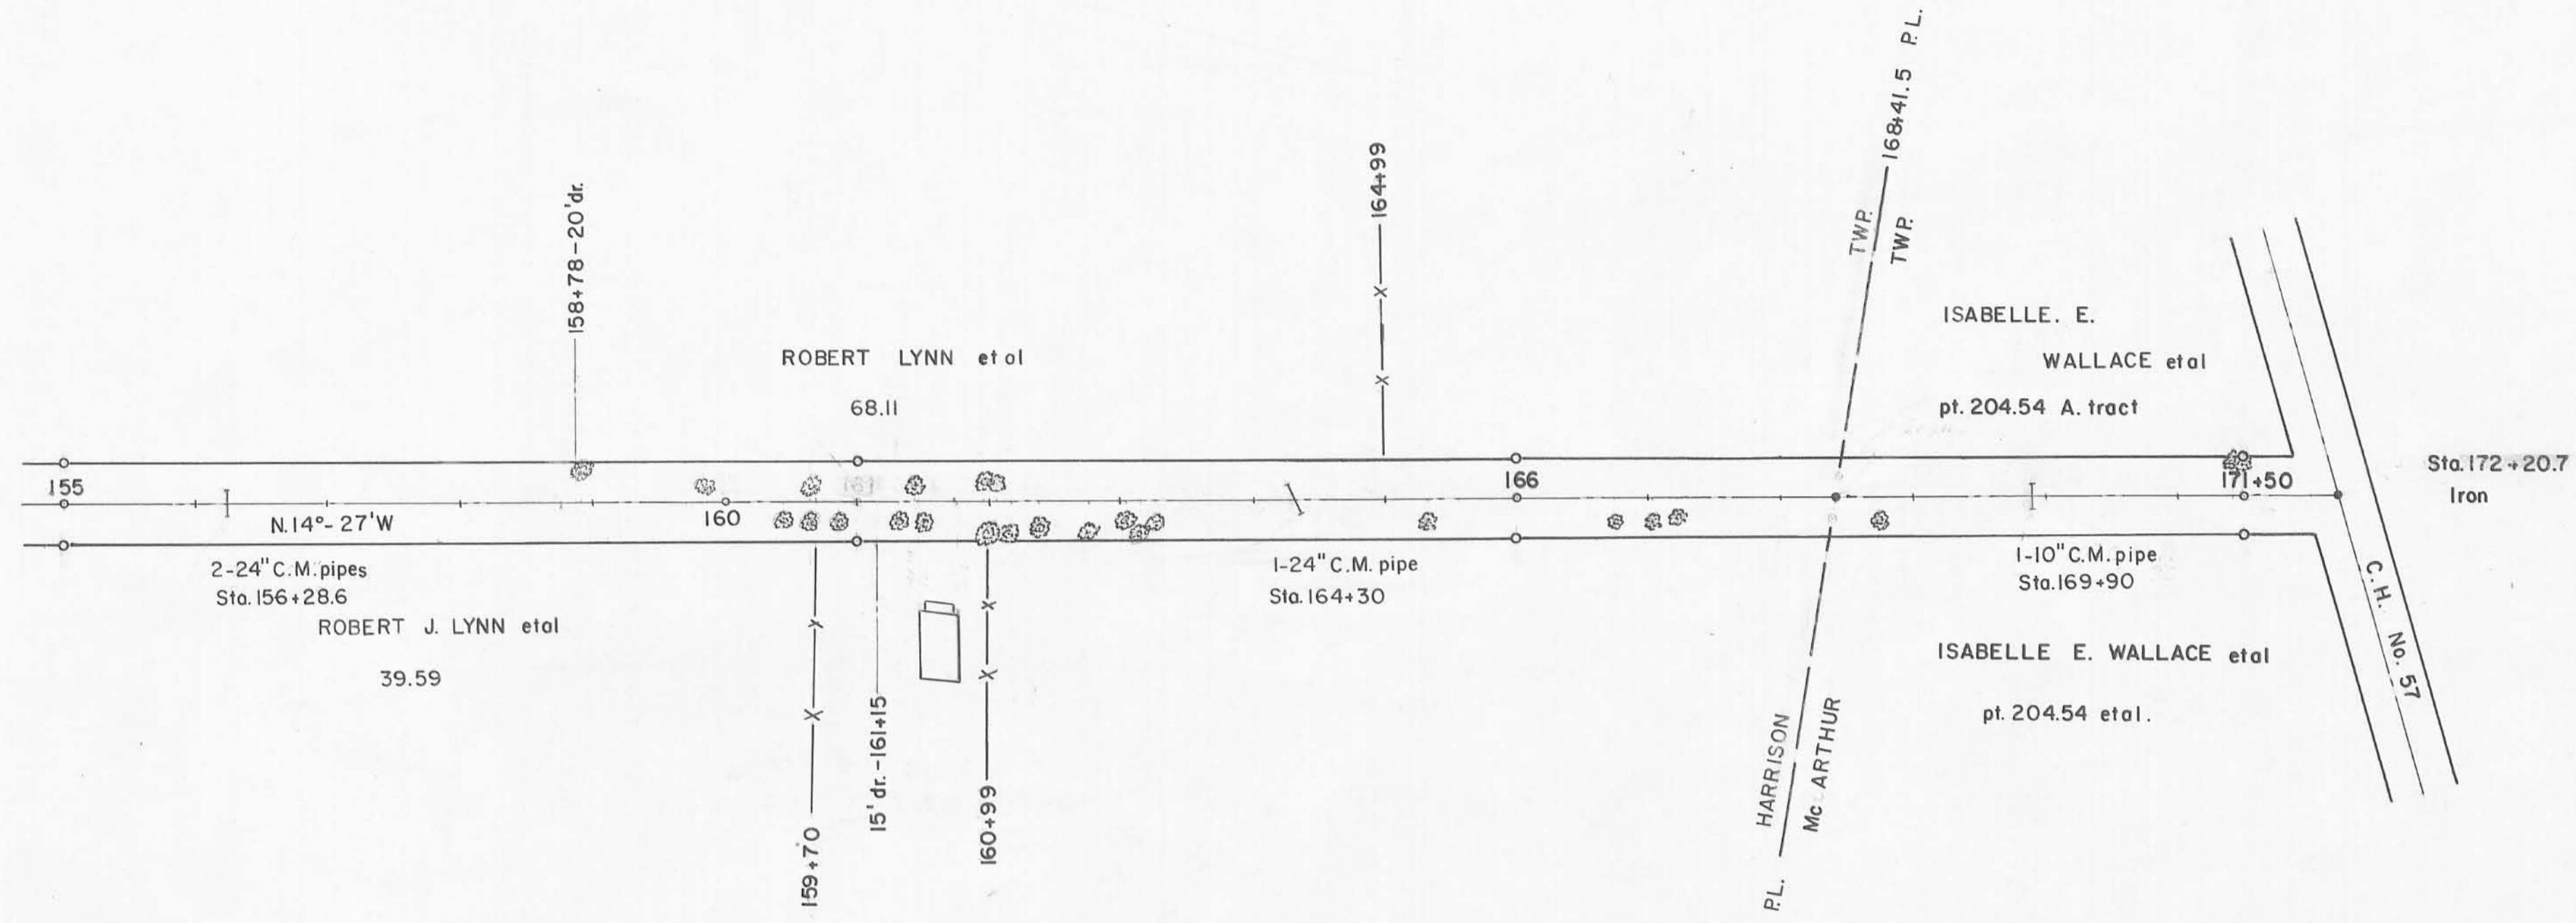 168+41.5 P.L.
164+99
158+78-20'dr.
TWP.
TWP.
ISABELLE. E.
WALLACE etal
pt. 204.54 A. tract
ROBERT LYNN et al
68.11
Sta. 172+20.7
Iron
155
166
171+50
161
160
N.14°-27'W
2-24" C.M. pipes
Sta. 156+28.6
1-24" C.M. pipe
Sta. 164+30
1-10" C.M. pipe
Sta. 169+90
C.H. No. 57
ROBERT J. LYNN etal
39.59
ISABELLE E. WALLACE etal
pt. 204.54 etal.
159+70
15' dr.-161+15
160+99
P.L. HARRISON
McARTHUR